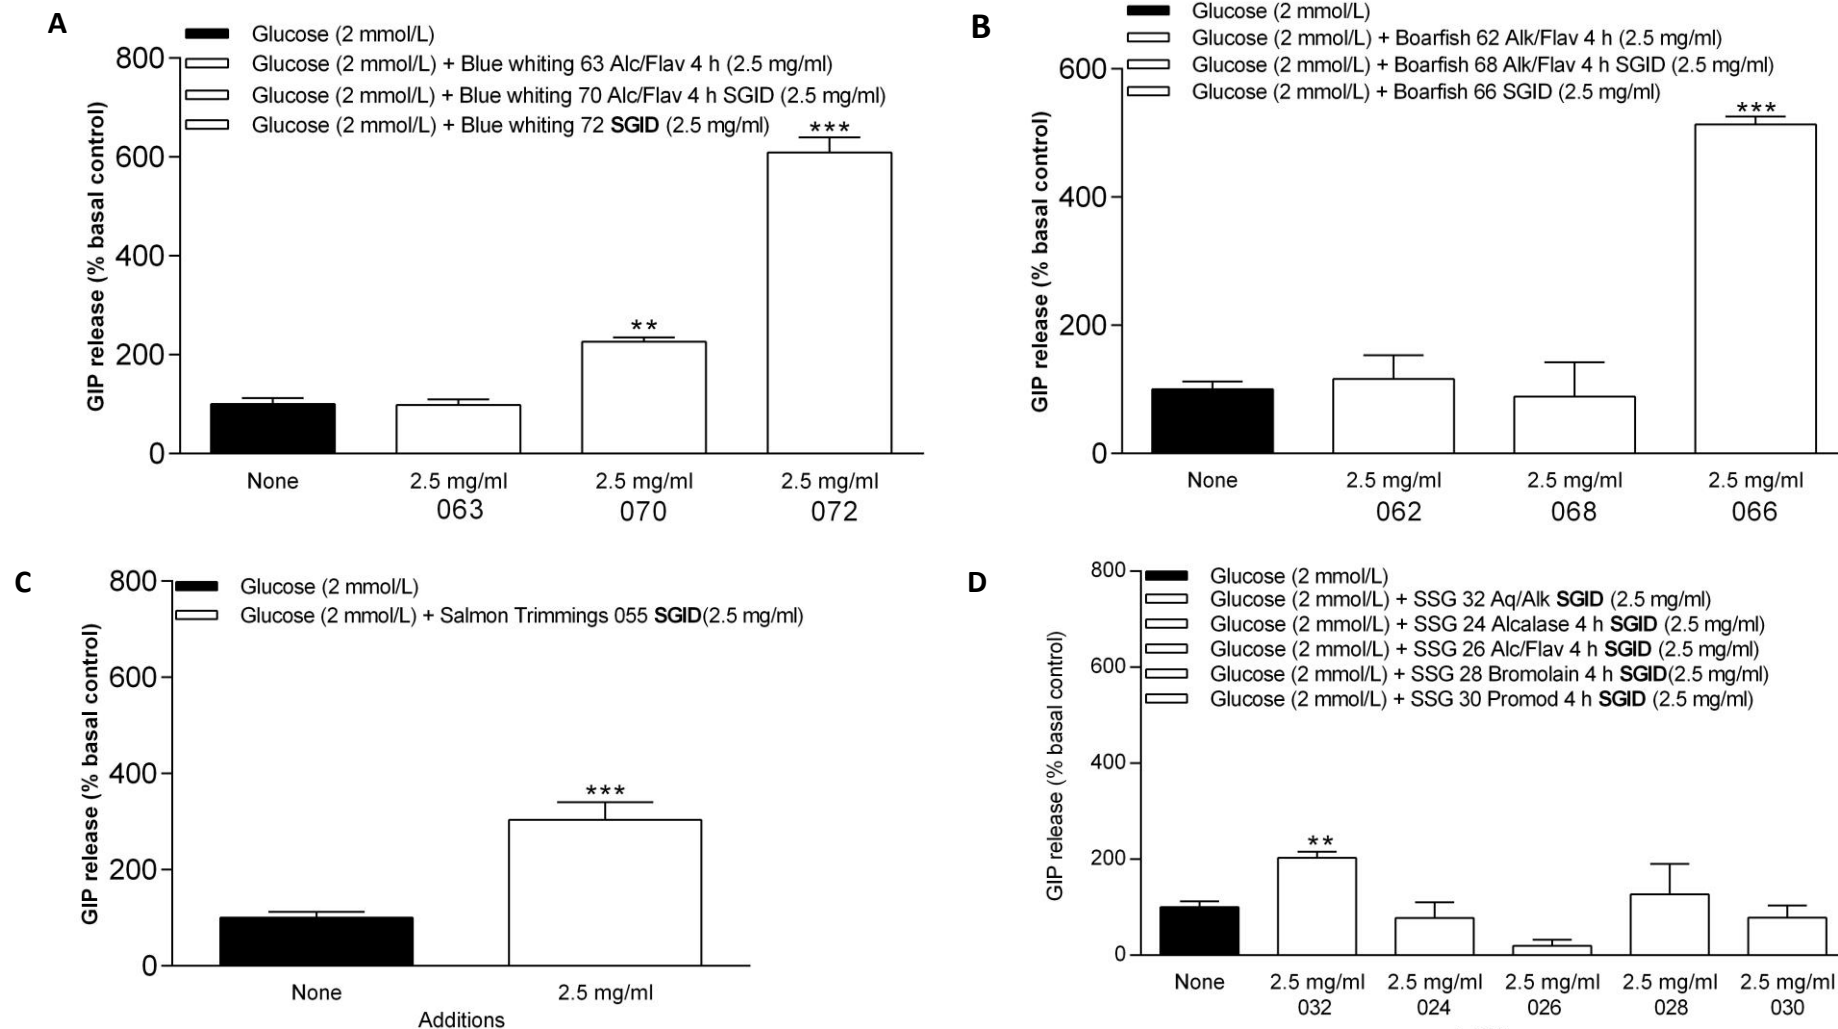 A
Glucose (2 mmol/L)
Glucose (2 mmol/L) + Blue whiting 63 Alc/Flav 4 h (2.5 mg/ml)
Glucose (2 mmol/L) + Blue whiting 70 Alc/Flav 4 h SGID (2.5 mg/ml)
Glucose (2 mmol/L) + Blue whiting 72 SGID (2.5 mg/ml)
GIP release (% basal control)
800
600
400
200
0
**
***
None
2.5 mg/ml
2.5 mg/ml
2.5 mg/ml
063
070
072
B
Glucose (2 mmol/L)
Glucose (2 mmol/L) + Boarfish 62 Alk/Flav 4 h (2.5 mg/ml)
Glucose (2 mmol/L) + Boarfish 68 Alk/Flav 4 h SGID (2.5 mg/ml)
Glucose (2 mmol/L) + Boarfish 66 SGID (2.5 mg/ml)
GIP release (% basal control)
600
400
200
0
***
None
2.5 mg/ml
2.5 mg/ml
2.5 mg/ml
062
068
066
C
Glucose (2 mmol/L)
Glucose (2 mmol/L) + Salmon Trimmings 055 SGID(2.5 mg/ml)
GIP release (% basal control)
800
600
400
200
0
***
None
2.5 mg/ml
Additions
D
Glucose (2 mmol/L)
Glucose (2 mmol/L) + SSG 32 Aq/Alk SGID (2.5 mg/ml)
Glucose (2 mmol/L) + SSG 24 Alcalase 4 h SGID (2.5 mg/ml)
Glucose (2 mmol/L) + SSG 26 Alc/Flav 4 h SGID (2.5 mg/ml)
Glucose (2 mmol/L) + SSG 28 Bromolain 4 h SGID(2.5 mg/ml)
Glucose (2 mmol/L) + SSG 30 Promod 4 h SGID (2.5 mg/ml)
GIP release (% basal control)
800
600
400
200
0
**
None
2.5 mg/ml
2.5 mg/ml
2.5 mg/ml
2.5 mg/ml
2.5 mg/ml
032
024
026
028
030